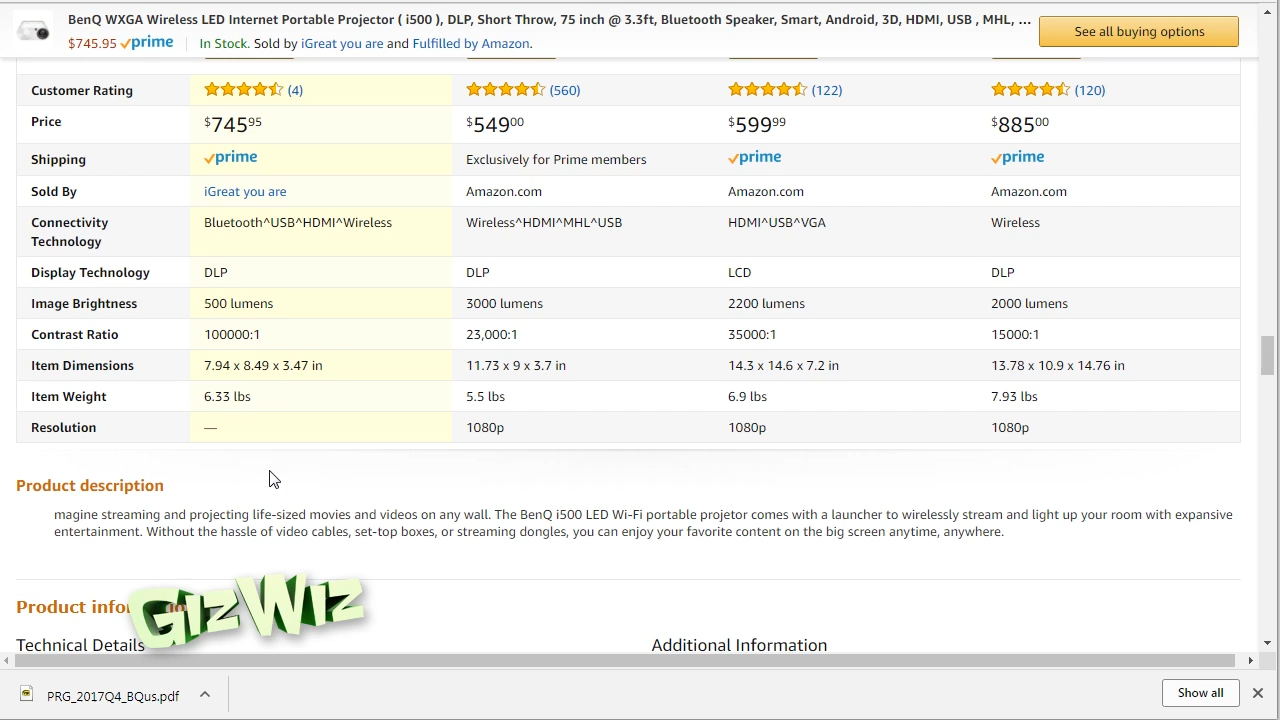 BenQ WXGA Wireless LED Internet Portable Projector ( i500 ), DLP, Short Throw, 75 inch @ 3.3ft, Bluetooth Speaker, Smart, Android, 3D, HDMI, USB , MHL, ...
$745.95 prime In Stock. Sold by iGreat you are and Fulfilled by Amazon.
See all buying options
Customer Rating (4) (560) (122) (120)
Price $745 95 $549 00 $599 99 $885 00
Shipping prime Exclusively for Prime members prime prime
Sold By iGreat you are Amazon.com Amazon.com Amazon.com
Connectivity Bluetooth^USB^HDMI^Wireless Wireless^HDMI^MHL^USB HDMI^USB^VGA Wireless
Technology
Display Technology DLP DLP LCD DLP
Image Brightness 500 lumens 3000 lumens 2200 lumens 2000 lumens
Contrast Ratio 100000:1 23,000:1 35000:1 15000:1
Item Dimensions 7.94 x 8.49 x 3.47 in 11.73 x 9 x 3.7 in 14.3 x 14.6 x 7.2 in 13.78 x 10.9 x 14.76 in
Item Weight 6.33 lbs 5.5 lbs 6.9 lbs 7.93 lbs
Resolution — 1080p 1080p 1080p
Product description
magine streaming and projecting life-sized movies and videos on any wall. The BenQ i500 LED Wi-Fi portable projetor comes with a launcher to wirelessly stream and light up your room with expansive
entertainment. Without the hassle of video cables, set-top boxes, or streaming dongles, you can enjoy your favorite content on the big screen anytime, anywhere.
Product
GizWiz
Technical Details Additional Information
PRG_2017Q4_BQus.pdf Show all